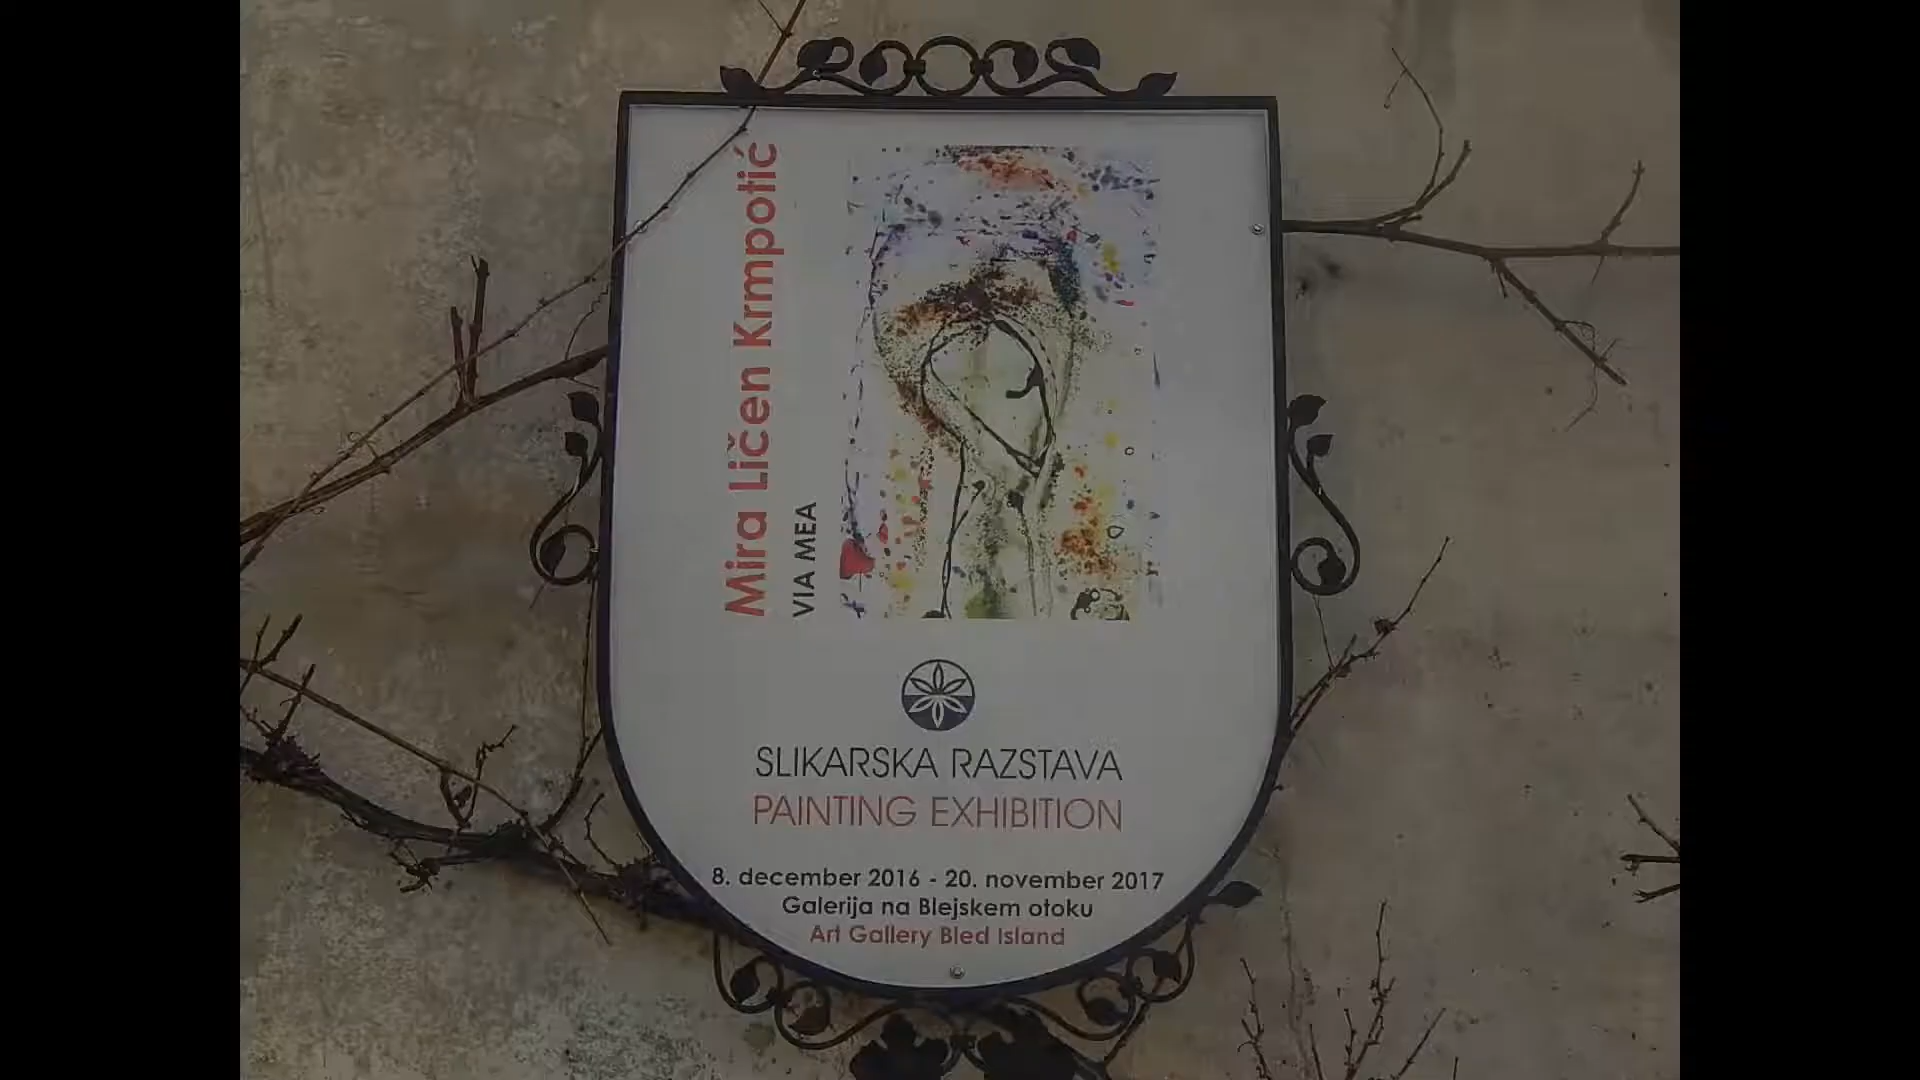 Mira Ličen Krmpotić
VIA MEA
SLIKARSKA RAZSTAVA
PAINTING EXHIBITION
8. december 2016 - 20. november 2017
Galerija na Blejskem otoku
Art Gallery Bled Island